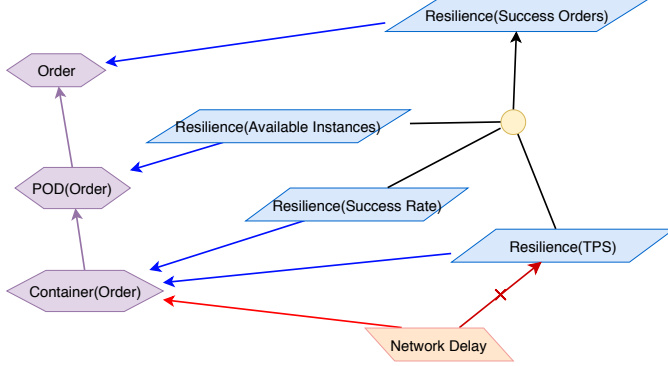 Resilience(Success Orders)
Order
Resilience(Available Instances)
POD(Order)
Resilience(Success Rate)
Resilience(TPS)
Container(Order)
Network Delay